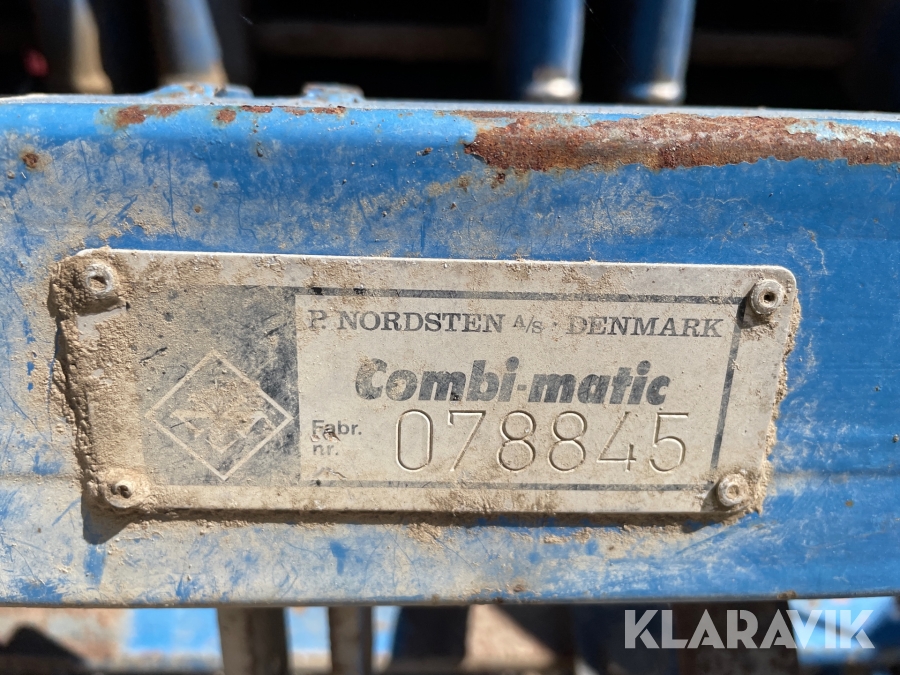 P. NORDSTEN A/S · DENMARK
Combi-matic
Fabr.
nr. 078845
KLARAVIK